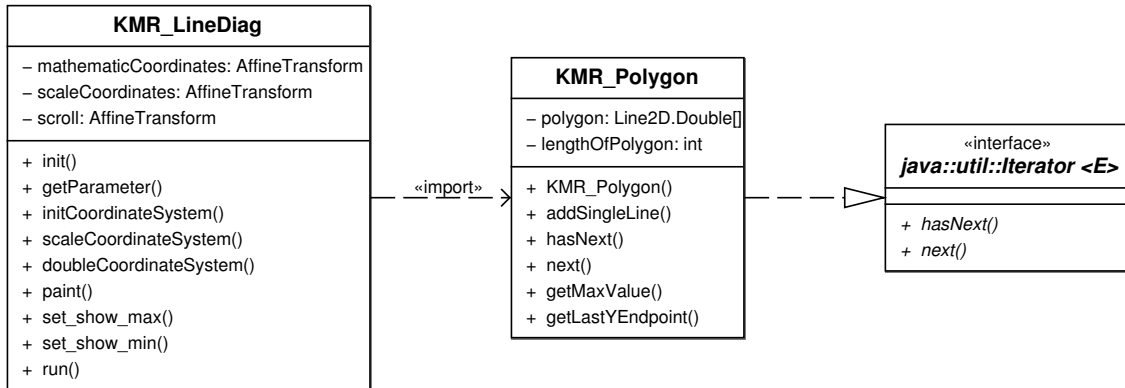 KMR_LineDiag
– mathematicCoordinates: AffineTransform
– scaleCoordinates: AffineTransform
– scroll: AffineTransform
+ init()
+ getParameter()
+ initCoordinateSystem()
+ scaleCoordinateSystem()
+ doubleCoordinateSystem()
+ paint()
+ set_show_max()
+ set_show_min()
+ run()
«import»
KMR_Polygon
– polygon: Line2D.Double[]
– lengthOfPolygon: int
+ KMR_Polygon()
+ addSingleLine()
+ hasNext()
+ next()
+ getMaxValue()
+ getLastYEndpoint()
«interface»
java::util::Iterator <E>
+ hasNext()
+ next()